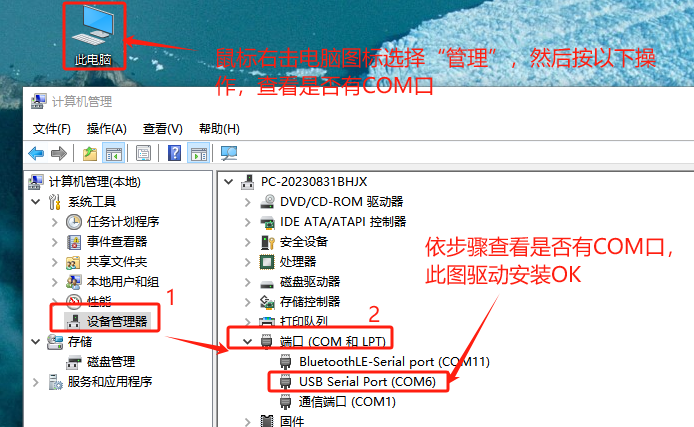 此电脑
鼠标右击电脑图标选择“管理”，然后按以下操
作，查看是否有COM口
计算机管理
文件(F) 操作(A) 查看(V) 帮助(H)
计算机管理(本地)
系统工具
任务计划程序
事件查看器
共享文件夹
本地用户和组
性能
1
设备管理器
存储
磁盘管理
服务和应用程序
PC-20230831BHJX
DVD/CD-ROM 驱动器
IDE ATA/ATAPI 控制器
安全设备
处理器
磁盘驱动器
存储控制器
打印队列
2
端口 (COM 和 LPT)
BluetoothLE-Serial port (COM11)
USB Serial Port (COM6)
通信端口 (COM1)
固件
依步骤查看是否有COM口，
此图驱动安装OK